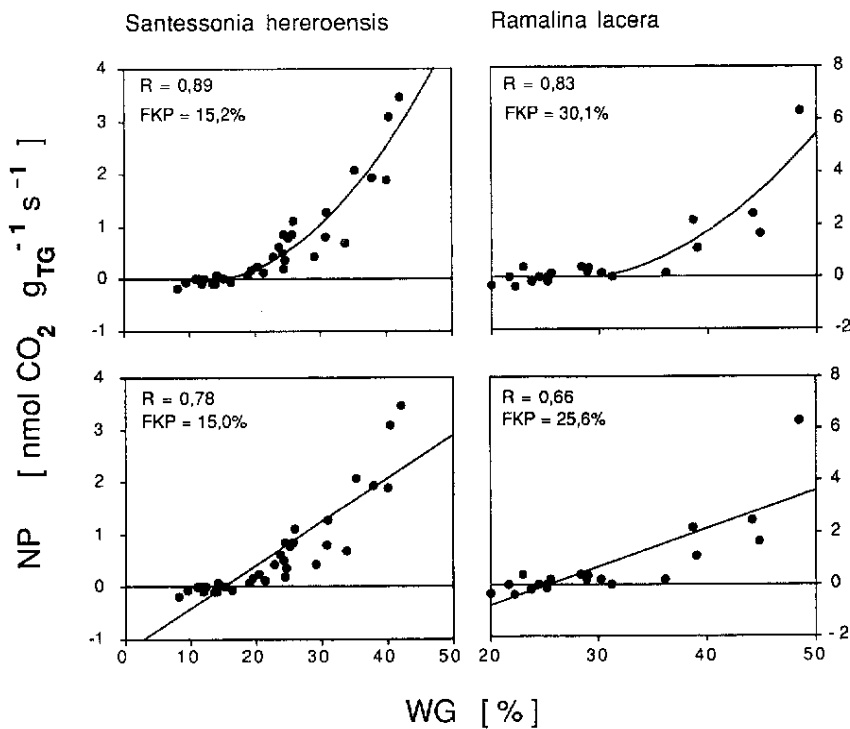 Santessonia hereroensis
Ramalina lacera
NP [ nmol CO2 gTG-1 s-1 ]
4
3
2
1
0
-1
R = 0,89
FKP = 15,2%
R = 0,83
FKP = 30,1%
8
6
4
2
0
-2
4
3
2
1
0
-1
R = 0,78
FKP = 15,0%
R = 0,66
FKP = 25,6%
8
6
4
2
0
-2
0 10 20 30 40 50
20 30 40 50
WG [ % ]